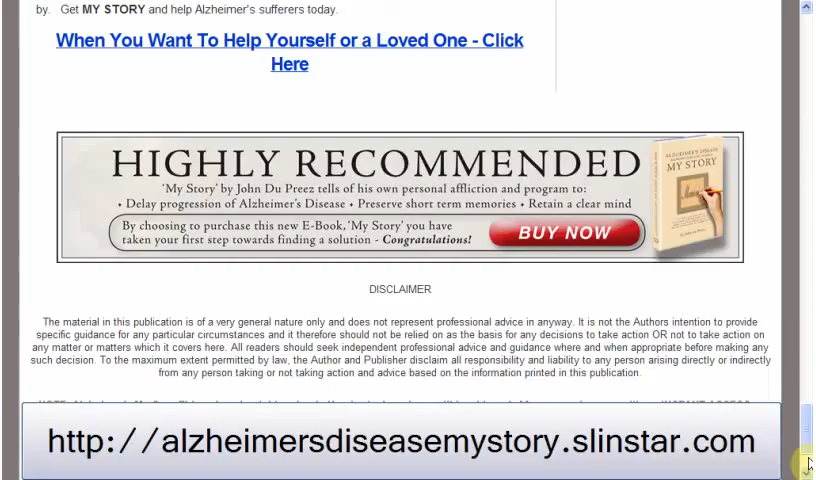 by. Get MY STORY and help Alzheimer's sufferers today.
When You Want To Help Yourself or a Loved One - Click
Here
HIGHLY RECOMMENDED
'My Story' by John Du Preez tells of his own personal affliction and program to:
• Delay progression of Alzheimer's Disease • Preserve short term memories • Retain a clear mind
By choosing to purchase this new E-Book, 'My Story' you have
taken your first step towards finding a solution - Congratulations!
BUY NOW
ALZHEIMER'S DISEASE
MY STORY
DISCLAIMER
The material in this publication is of a very general nature only and does not represent professional advice in anyway. It is not the Authors intention to provide
specific guidance for any particular circumstances and it therefore should not be relied on as the basis for any decisions to take action OR not to take action on
any matter or matters which it covers here. All readers should seek independent professional advice and guidance where and when appropriate before making any
such decision. To the maximum extent permitted by law, the Author and Publisher disclaim all responsibility and liability to any person arising directly or indirectly
from any person taking or not taking action and advice based on the information printed in this publication.
http://alzheimersdiseasemystory.slinstar.com